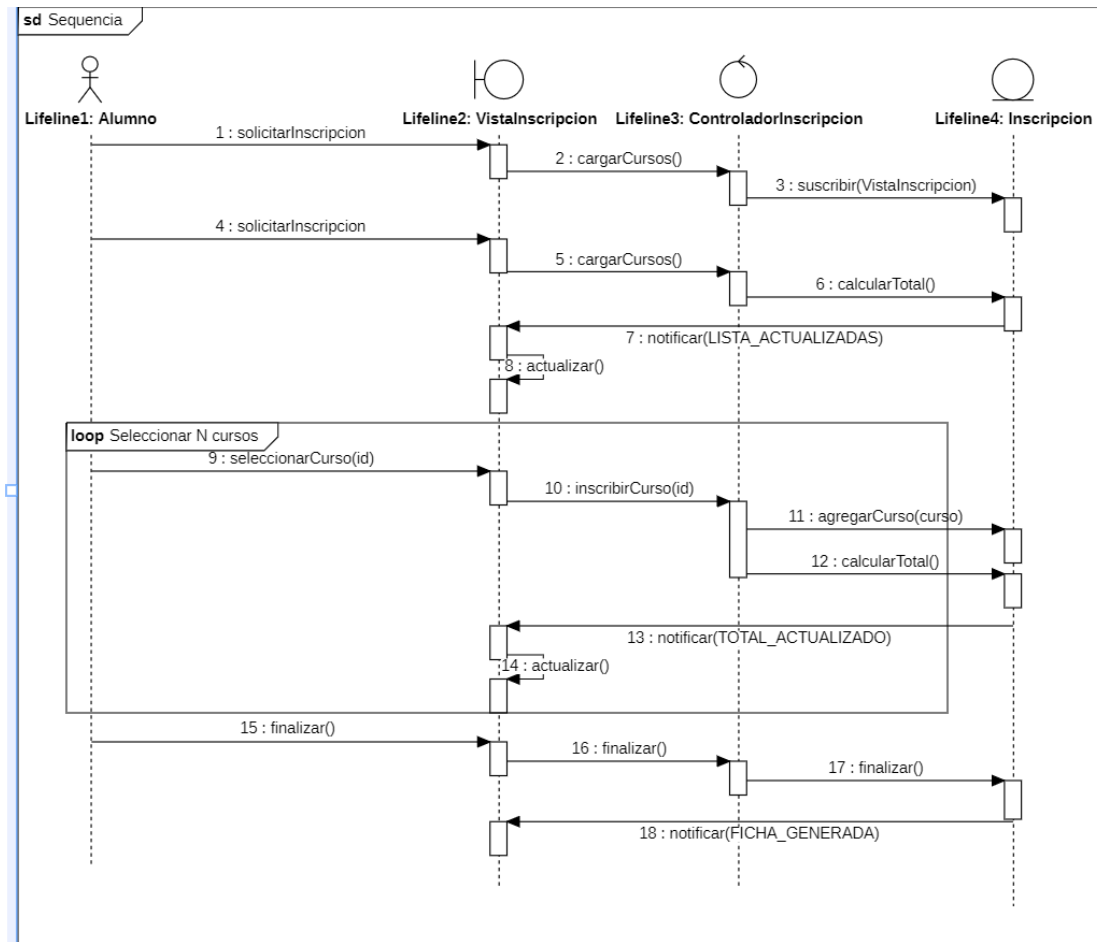 sd Sequencia
Lifeline1: Alumno
Lifeline2: VistaInscripcion
Lifeline3: ControladorInscripcion
Lifeline4: Inscripcion
1 : solicitarInscripcion
2 : cargarCursos()
3 : suscribir(VistaInscripcion)
4 : solicitarInscripcion
5 : cargarCursos()
6 : calcularTotal()
7 : notificar(LISTA_ACTUALIZADAS)
8 : actualizar()
loop Seleccionar N cursos
9 : seleccionarCurso(id)
10 : inscribirCurso(id)
11 : agregarCurso(curso)
12 : calcularTotal()
13 : notificar(TOTAL_ACTUALIZADO)
14 : actualizar()
15 : finalizar()
16 : finalizar()
17 : finalizar()
18 : notificar(FICHA_GENERADA)